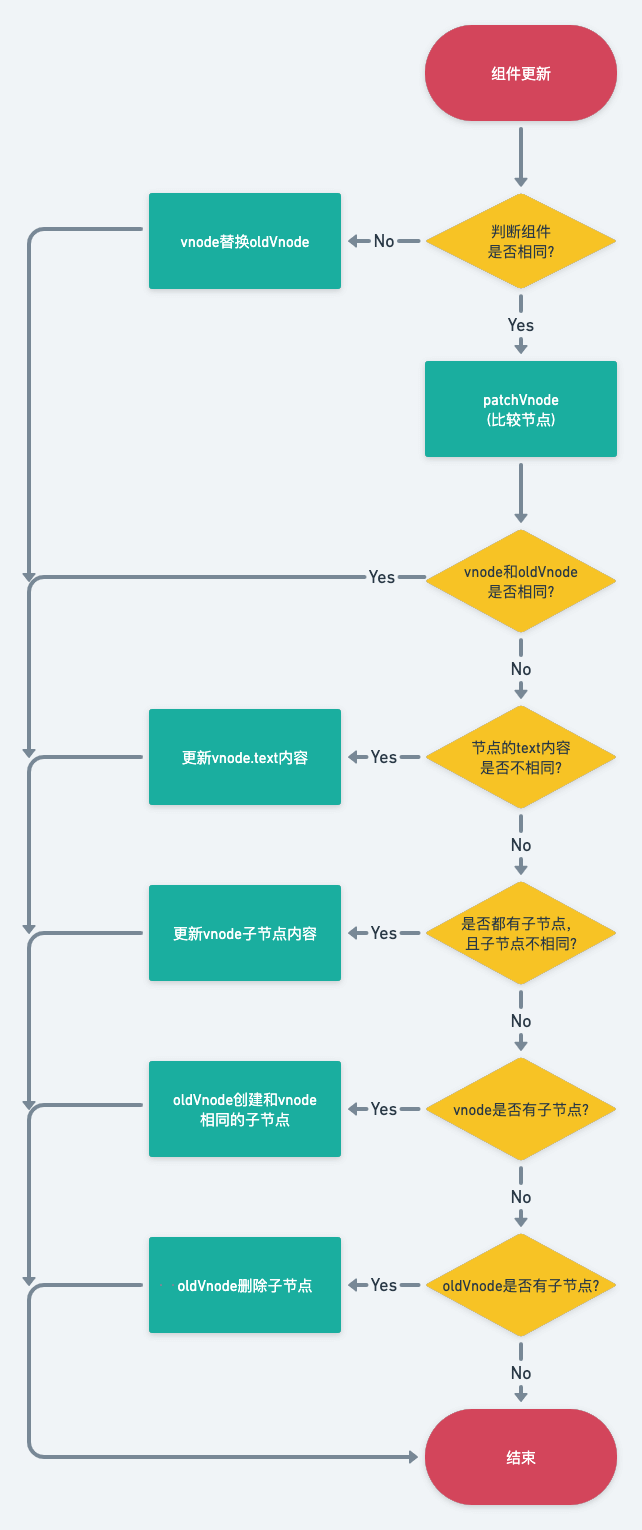 组件更新
判断组件
是否相同?
No
vnode替换oldVnode
Yes
patchVnode
(比较节点)
vnode和oldVnode
是否相同?
Yes
No
节点的text内容
是否不相同?
Yes
更新vnode.text内容
No
是否都有子节点,
且子节点不相同?
Yes
更新vnode子节点内容
No
vnode是否有子节点?
Yes
oldVnode创建和vnode
相同的子节点
No
oldVnode是否有子节点?
Yes
oldVnode删除子节点
No
结束